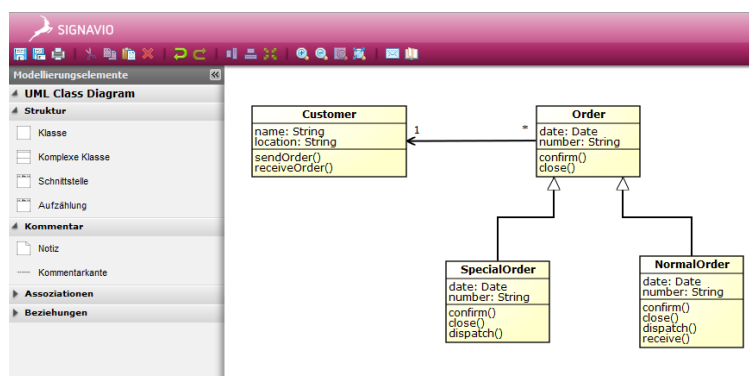 SIGNAVIO
Modellierungselemente
UML Class Diagram
Struktur
Klasse
Komplexe Klasse
Schnittstelle
Aufzählung
Kommentar
Notiz
Kommentarkante
Assoziationen
Beziehungen
Customer
name: String
location: String
sendOrder()
receiveOrder()
1
*
Order
date: Date
number: String
confirm()
close()
SpecialOrder
date: Date
number: String
confirm()
close()
dispatch()
NormalOrder
date: Date
number: String
confirm()
close()
dispatch()
receive()